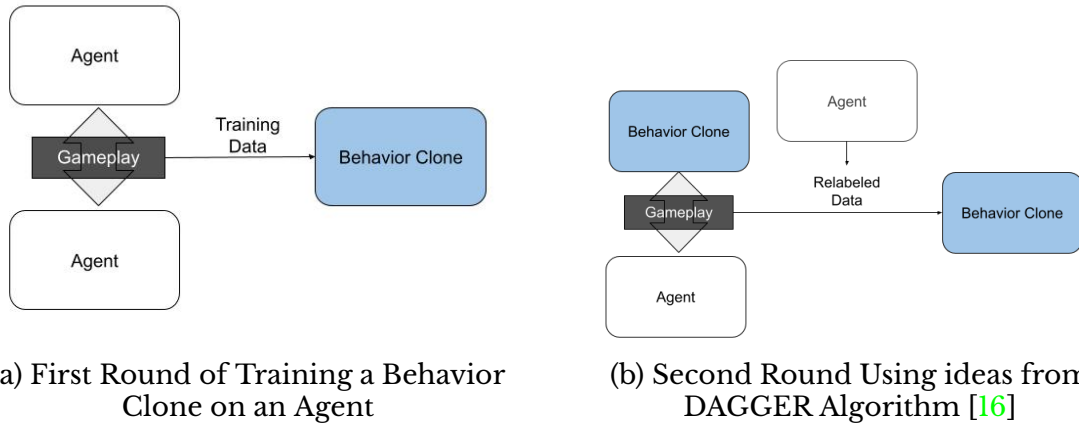 Agent
Gameplay
Training
Data
Behavior Clone
Agent
a) First Round of Training a Behavior
Clone on an Agent
Agent
Behavior Clone
Relabeled
Data
Gameplay
Behavior Clone
Agent
(b) Second Round Using ideas from
DAGGER Algorithm [16]